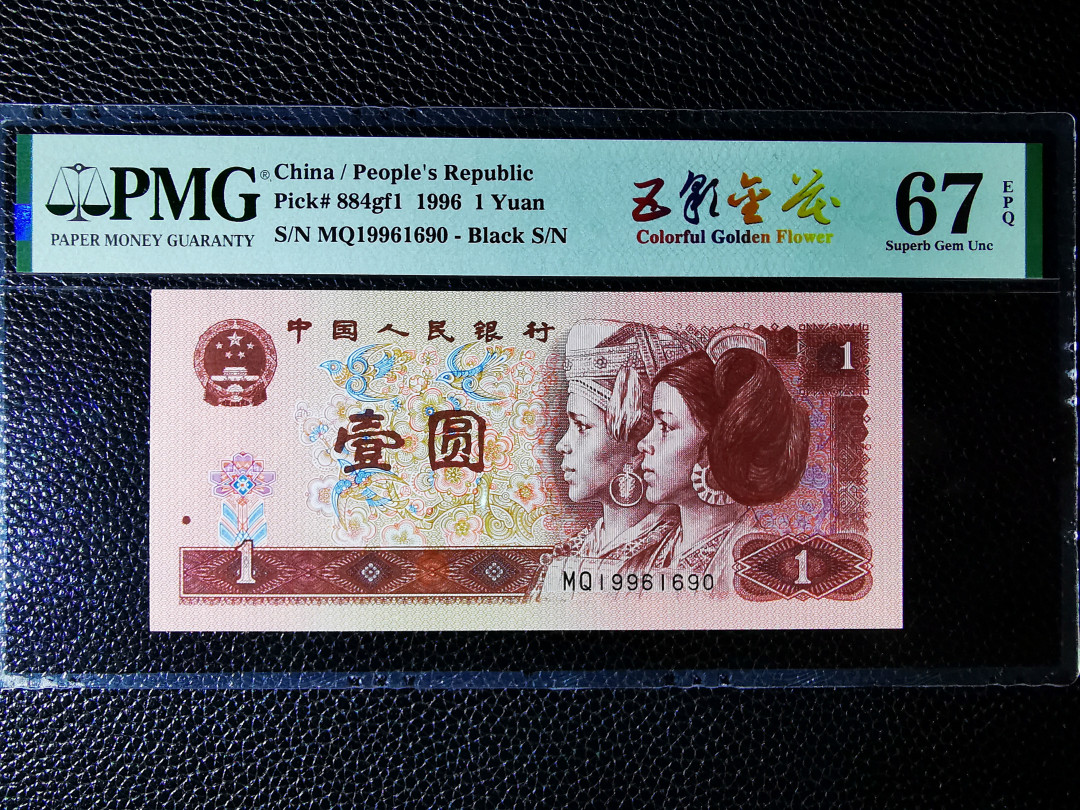 PMG®
PAPER MONEY GUARANTY
China / People's Republic
Pick# 884gf1 1996 1 Yuan
S/N MQ19961690 - Black S/N
五彩金花
Colorful Golden Flower
67
EPQ
Superb Gem Unc
中国人民银行
1
壹圆
1
MQ19961690
1